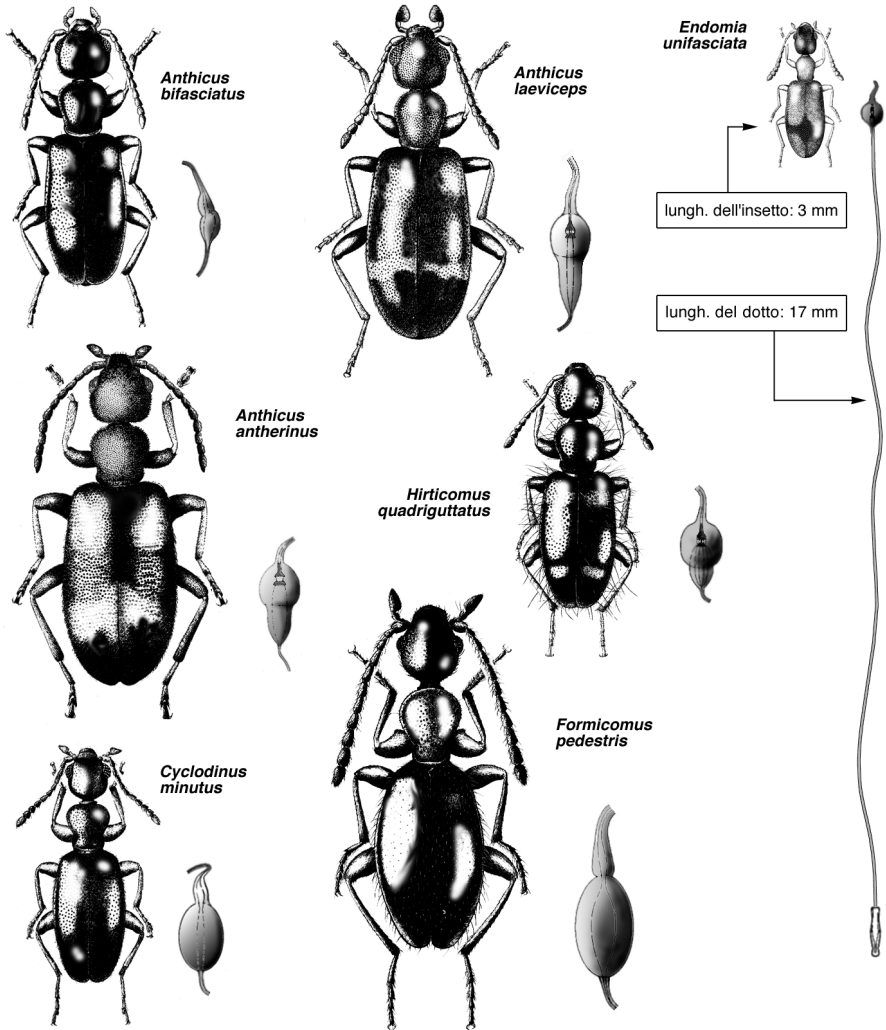 Anthicus
bifasciatus
Anthicus
laeviceps
Endomia
unifasciata
lungh. dell'insetto: 3 mm
lungh. del dotto: 17 mm
Anthicus
antherinus
Hirticomus
quadriguttatus
Formicomus
pedestris
Cyclodinus
minutus